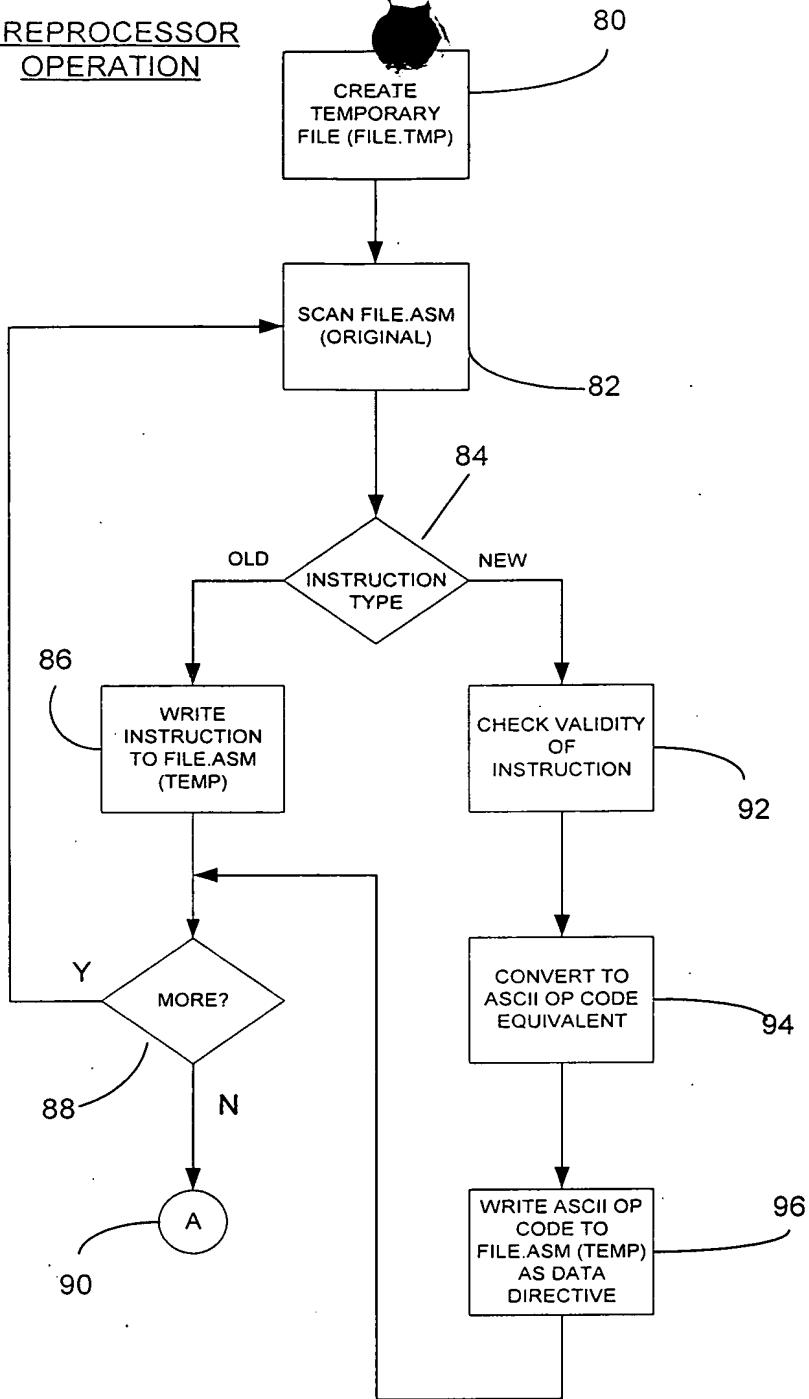 REPROCESSOR
OPERATION
80
CREATE
TEMPORARY
FILE (FILE.TMP)
SCAN FILE.ASM
(ORIGINAL)
82
84
OLD
NEW
INSTRUCTION
TYPE
86
WRITE
INSTRUCTION
TO FILE.ASM
(TEMP)
CHECK VALIDITY
OF
INSTRUCTION
92
Y
MORE?
CONVERT TO
ASCII OP CODE
EQUIVALENT
94
88
N
A
90
WRITE ASCII OP
CODE TO
FILE.ASM (TEMP)
AS DATA
DIRECTIVE
96